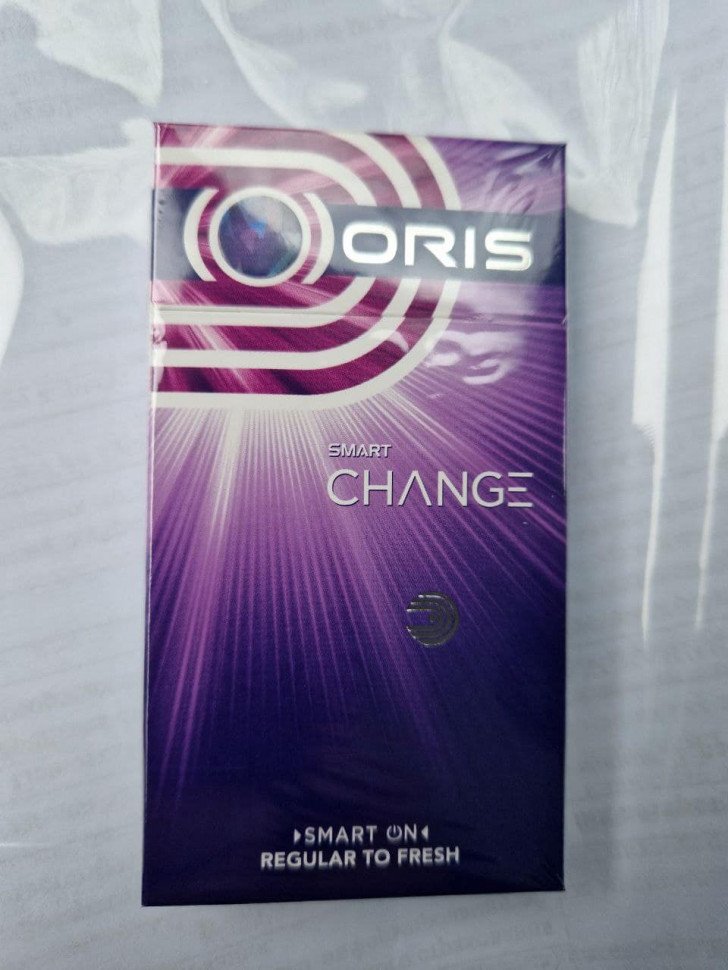 ORIS
SMART
CHANGE
SMART ON
REGULAR TO FRESH